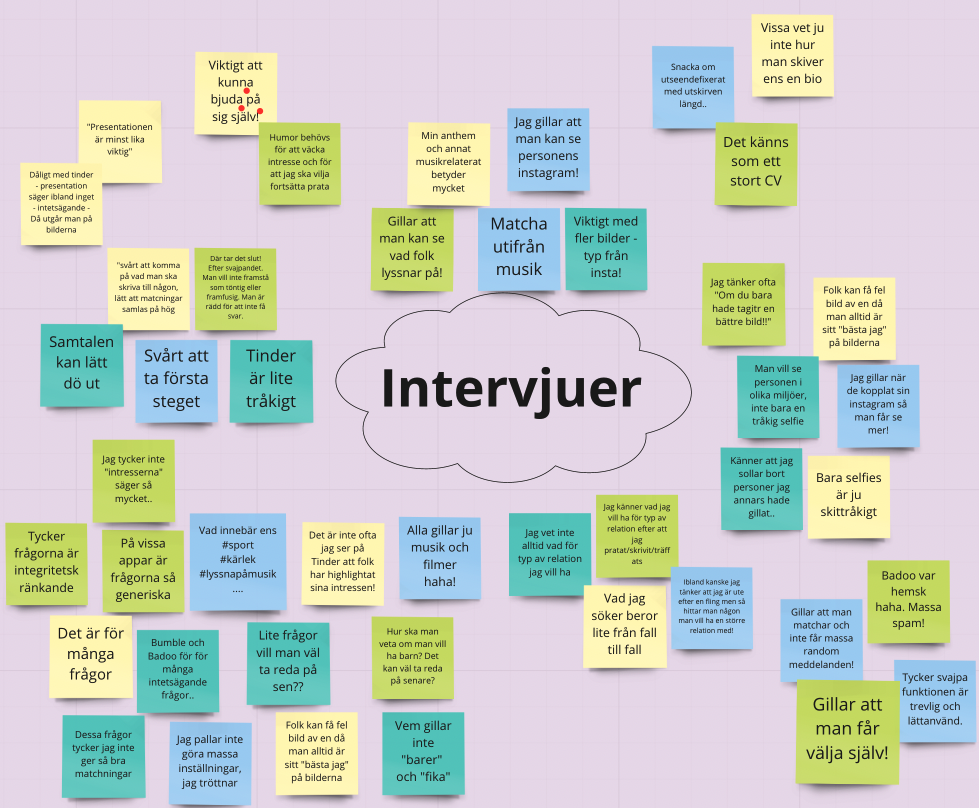 Vissa vet ju
inte hur
man skiver
ens en bio
Snacka om
utseendefixerat
med utskirven
längd..
Det känns
som ett
stort CV
Viktigt att
kunna
bjuda på
sig själv!
"Presentationen
är minst lika
viktig"
Humor behövs
för att väcka
intresse och för
att jag ska vilja
fortsätta prata
Dåligt med tinder
- presentation
säger ibland inget
- intetsägande -
Då utgår man på
bilderna
Min anthem
och annat
musikrelaterat
betyder
mycket
Jag gillar att
man kan se
personens
instagram!
Gillar att
man kan se
vad folk
lyssnar på!
Matcha
utifrån
musik
Viktigt med
fler bilder -
typ från
insta!
"svårt att komma
på vad man ska
skriva till någon,
lätt att matcningar
samlas på hög
Där tar det slut!
Efter svajpandet.
Man vill inte framstå
som töntig eller
framfusig. Man är
rädd för att inte få
svar.
Samtalen
kan lätt
dö ut
Svårt att
ta första
steget
Tinder
är lite
tråkigt
Intervjuer
Jag tänker ofta
"Om du bara
hade tagitr en
bättre bild!!"
Folk kan få fel
bild av en då
man alltid är
sitt "bästa jag"
på bilderna
Man vill se
personen i
olika miljöer,
inte bara en
tråkig selfie
Jag gillar när
de kopplat sin
instagram så
man får se
mer!
Känner att jag
sollar bort
personer jag
annars hade
gillat..
Bara selfies
är ju
skittråkigt
Jag tycker inte
"intresserna"
säger så
mycket..
Tycker
frågorna är
integritetsk
ränkande
På vissa
appar är
frågorna så
generiska
Vad innebär ens
#sport
#kärlek
#lyssnapåmusik
....
Det är inte ofta
jag ser på
Tinder att folk
har highlightat
sina intressen!
Alla gillar ju
musik och
filmer
haha!
Det är för
många
frågor
Bumble och
Badoo för för
många
intetsägande
frågor..
Lite frågor
vill man väl
ta reda på
sen??
Hur ska man
veta om man vill
ha barn? Det
kan väl ta reda
på senare?
Dessa frågor
tycker jag inte
ger så bra
matchningar
Jag pallar inte
göra massa
inställningar,
jag tröttnar
Folk kan få fel
bild av en då
man alltid är
sitt "bästa jag"
på bilderna
Vem gillar
inte
"barer"
och "fika"
Jag vet inte
alltid vad för
typ av relation
jag vill ha
Jag känner vad jag
vill ha för typ av
relation efter att
jag
pratat/skrivit/träff
ats
Vad jag
söker beror
lite från fall
till fall
Ibland kanske jag
tänker att jag är ute
efter en fling men så
hittar man någon
man vill ha en större
relation med!
Badoo var
hemsk
haha. Massa
spam!
Gillar att man
matchar och
inte får massa
random
meddelanden!
Tycker svajpa
funktionen är
trevlig och
lättanvänd.
Gillar att
man får
välja själv!